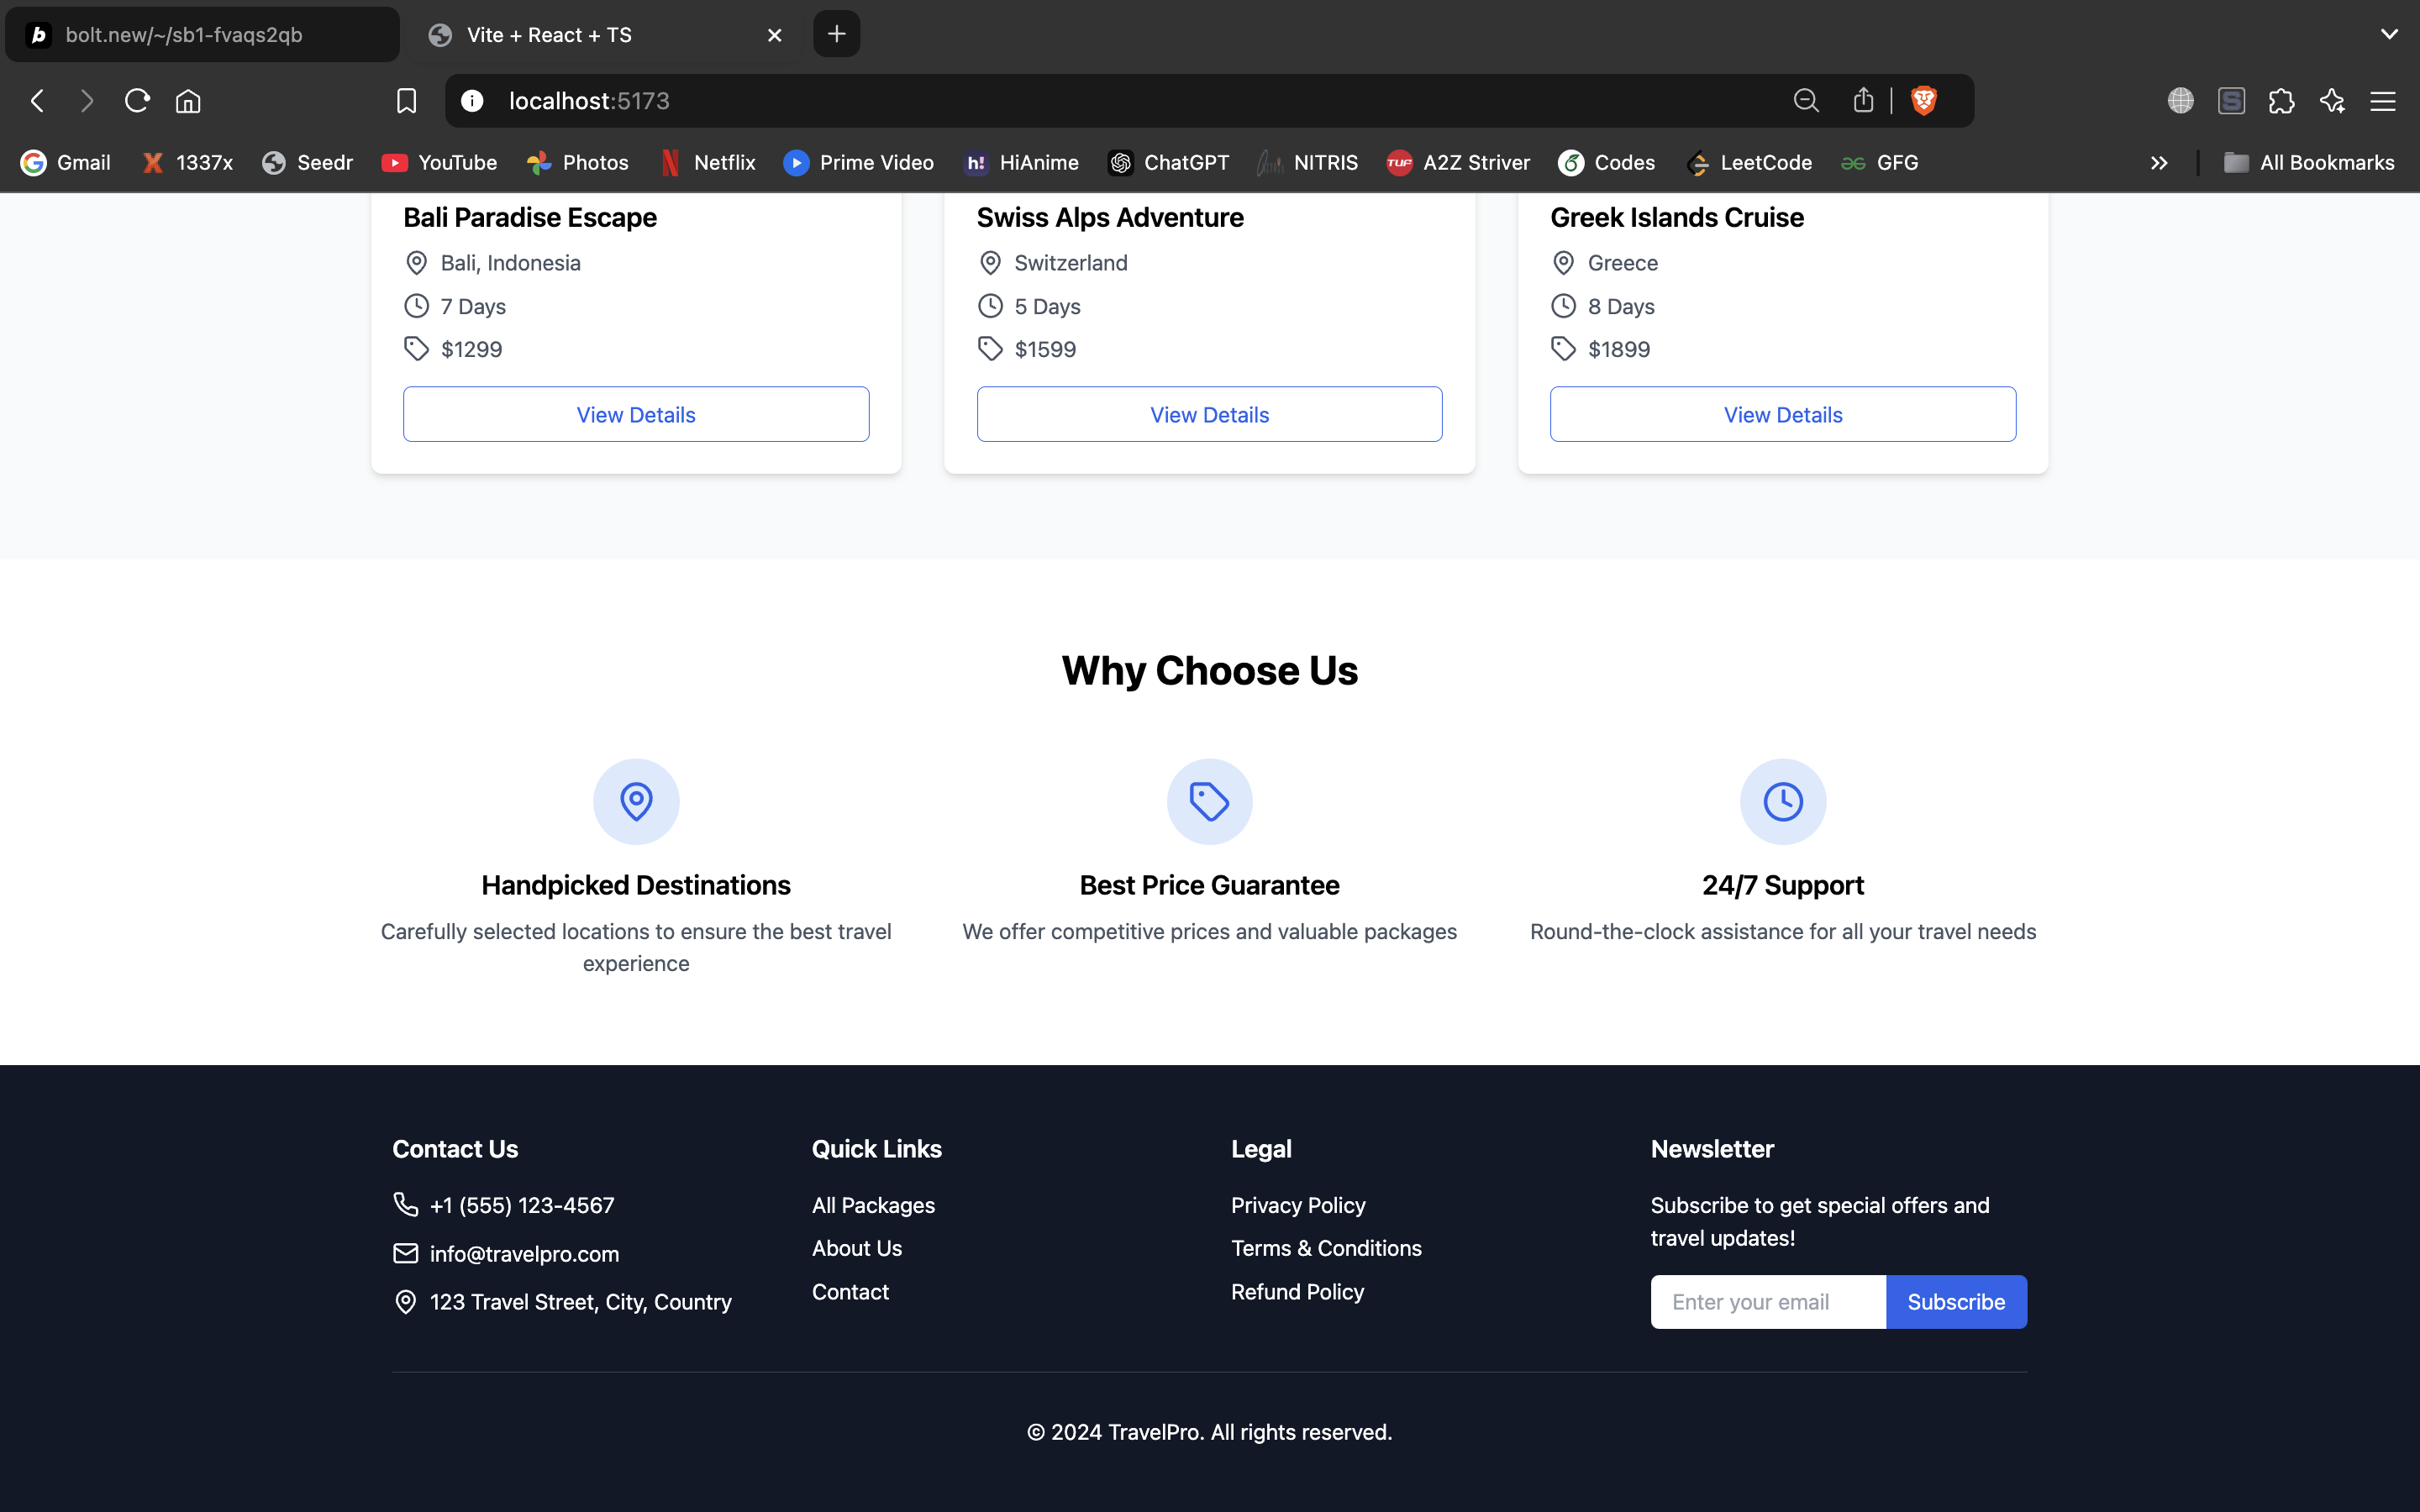 bolt.new/~/sb1-fvaqs2qb
Vite + React + TS
localhost:5173
Gmail
1337x
Seedr
YouTube
Photos
Netflix
Prime Video
h! HiAnime
ChatGPT
NITRIS
TUF A2Z Striver
Codes
LeetCode
GFG
All Bookmarks
Bali Paradise Escape
Bali, Indonesia
7 Days
$1299
View Details
Swiss Alps Adventure
Switzerland
5 Days
$1599
View Details
Greek Islands Cruise
Greece
8 Days
$1899
View Details
Why Choose Us
Handpicked Destinations
Carefully selected locations to ensure the best travel
experience
Best Price Guarantee
We offer competitive prices and valuable packages
24/7 Support
Round-the-clock assistance for all your travel needs
Contact Us
+1 (555) 123-4567
info@travelpro.com
123 Travel Street, City, Country
Quick Links
All Packages
About Us
Contact
Legal
Privacy Policy
Terms & Conditions
Refund Policy
Newsletter
Subscribe to get special offers and
travel updates!
Enter your email
Subscribe
© 2024 TravelPro. All rights reserved.